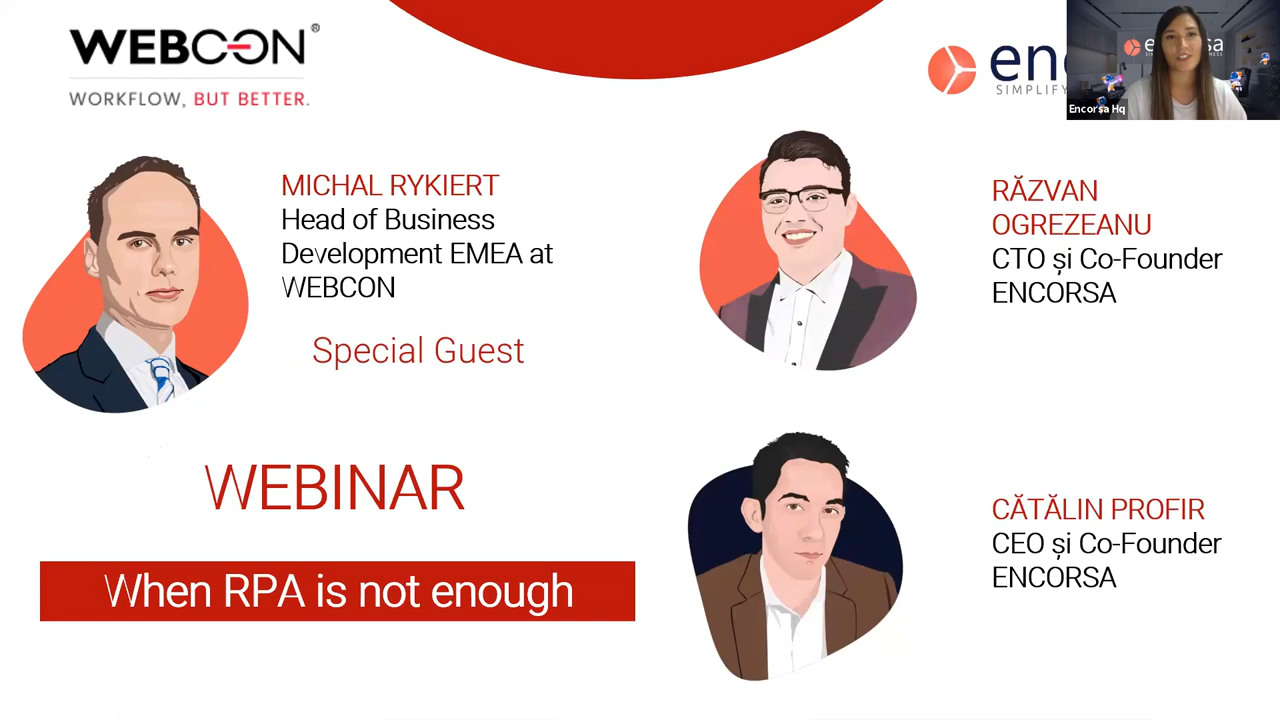 WEBCON®
WORKFLOW, BUT BETTER.
SIMPLIFY
Encorsa Hq
MICHAL RYKIERT
Head of Business
Development EMEA at
WEBCON
Special Guest
RĂZVAN
OGREZEANU
CTO și Co-Founder
ENCORSA
WEBINAR
When RPA is not enough
CĂTĂLIN PROFIR
CEO și Co-Founder
ENCORSA